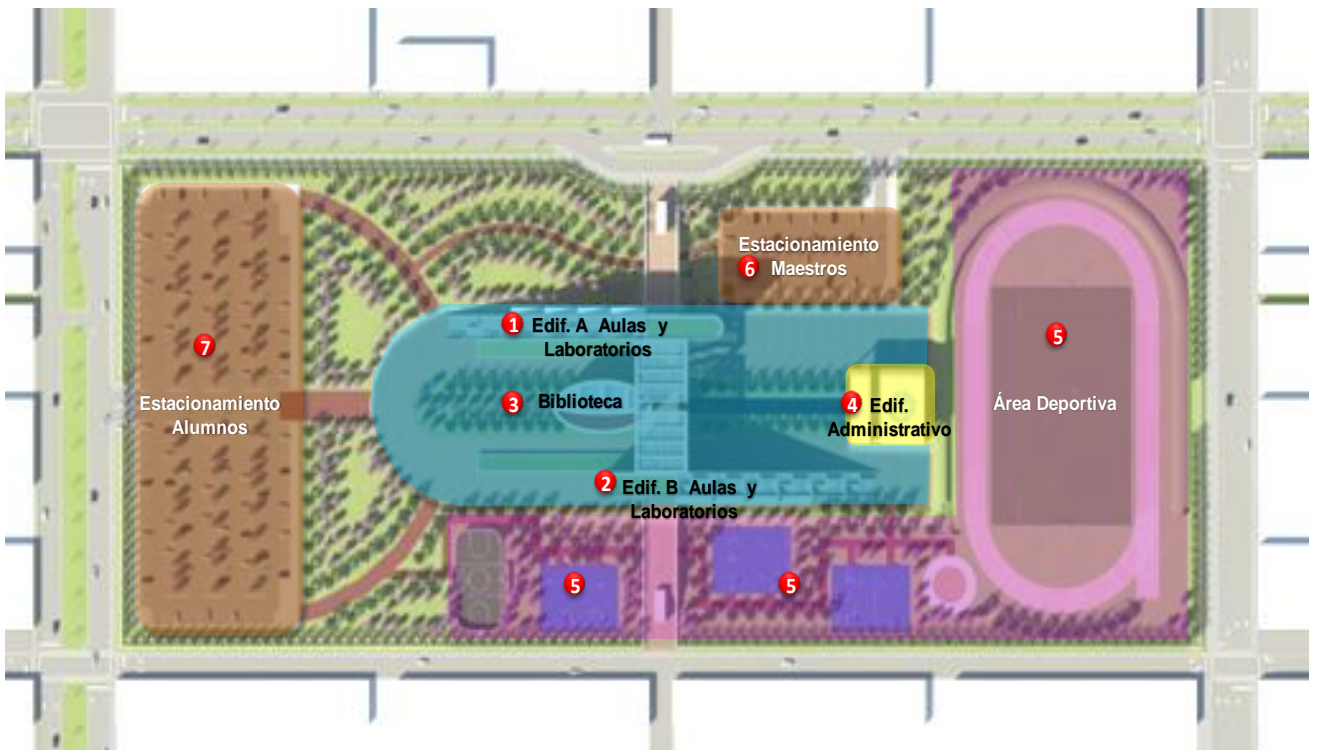 Estacionamiento
6 Maestros
1 Edif. A Aulas y
Laboratorios
5
7
Estacionamiento
Alumnos
3 Biblioteca
4 Edif.
Administrativo
Área Deportiva
2 Edif. B Aulas y
Laboratorios
5
5